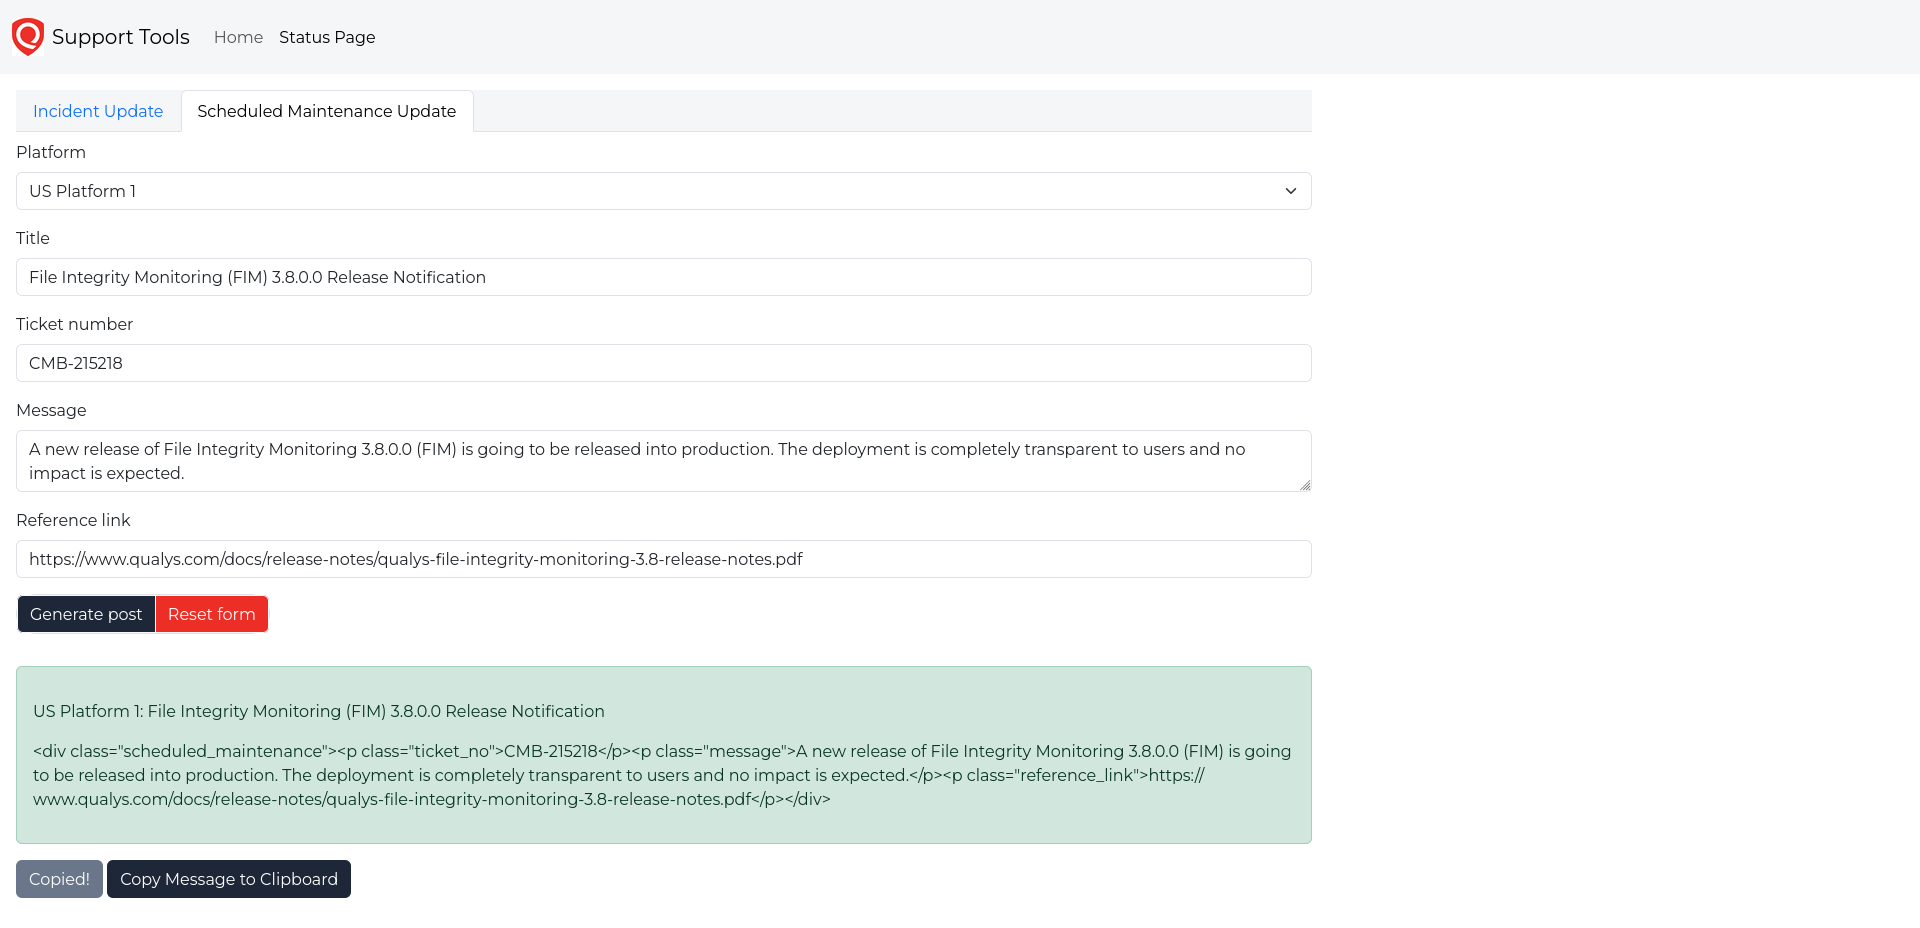 Support Tools Home Status Page
Incident Update Scheduled Maintenance Update
Platform
US Platform 1
Title
File Integrity Monitoring (FIM) 3.8.0.0 Release Notification
Ticket number
CMB-215218
Message
A new release of File Integrity Monitoring 3.8.0.0 (FIM) is going to be released into production. The deployment is completely transparent to users and no
impact is expected.
Reference link
https://www.qualys.com/docs/release-notes/qualys-file-integrity-monitoring-3.8-release-notes.pdf
Generate post Reset form
US Platform 1: File Integrity Monitoring (FIM) 3.8.0.0 Release Notification
<div class="scheduled_maintenance"><p class="ticket_no">CMB-215218</p><p class="message">A new release of File Integrity Monitoring 3.8.0.0 (FIM) is going
to be released into production. The deployment is completely transparent to users and no impact is expected.</p><p class="reference_link">https://
www.qualys.com/docs/release-notes/qualys-file-integrity-monitoring-3.8-release-notes.pdf</p></div>
Copied! Copy Message to Clipboard